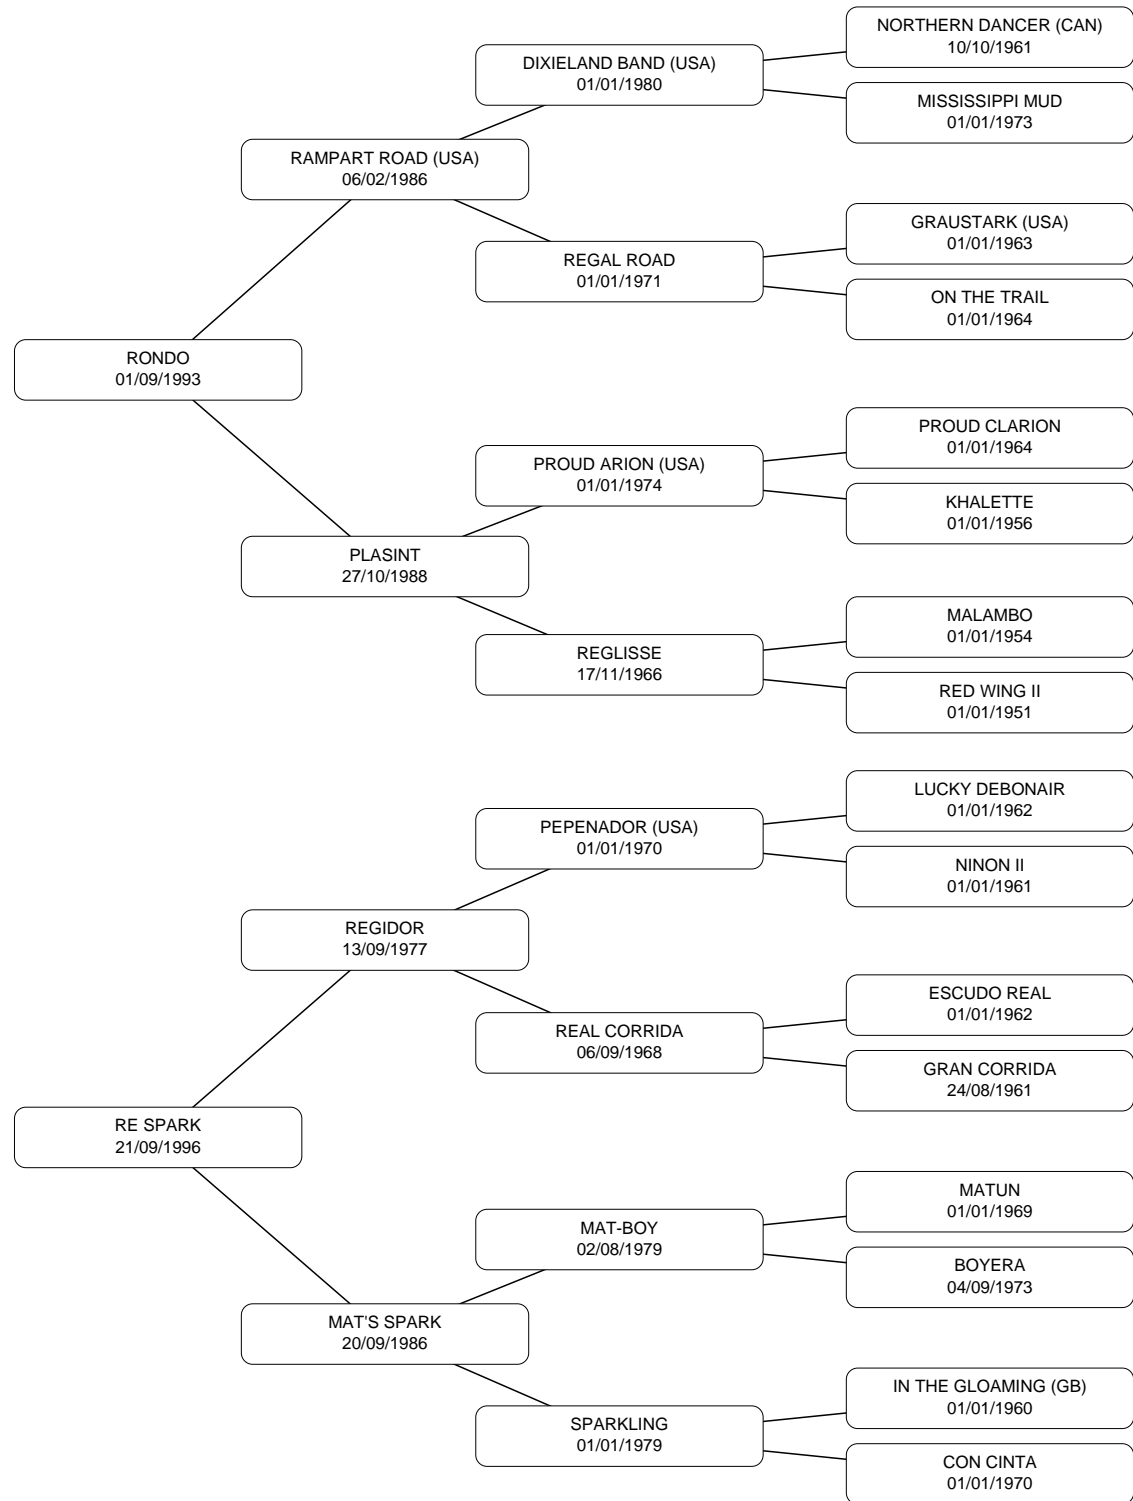 NORTHERN DANCER (CAN)
10/10/1961
DIXIELAND BAND (USA)
01/01/1980
MISSISSIPPI MUD
01/01/1973
RAMPART ROAD (USA)
06/02/1986
GRAUSTARK (USA)
01/01/1963
REGAL ROAD
01/01/1971
ON THE TRAIL
01/01/1964
RONDO
01/09/1993
PROUD CLARION
01/01/1964
PROUD ARION (USA)
01/01/1974
KHALETTE
01/01/1956
PLASINT
27/10/1988
MALAMBO
01/01/1954
REGLISSE
17/11/1966
RED WING II
01/01/1951
LUCKY DEBONAIR
01/01/1962
PEPENADOR (USA)
01/01/1970
NINON II
01/01/1961
REGIDOR
13/09/1977
ESCUDO REAL
01/01/1962
REAL CORRIDA
06/09/1968
GRAN CORRIDA
24/08/1961
RE SPARK
21/09/1996
MATUN
01/01/1969
MAT-BOY
02/08/1979
BOYERA
04/09/1973
MAT'S SPARK
20/09/1986
IN THE GLOAMING (GB)
01/01/1960
SPARKLING
01/01/1979
CON CINTA
01/01/1970